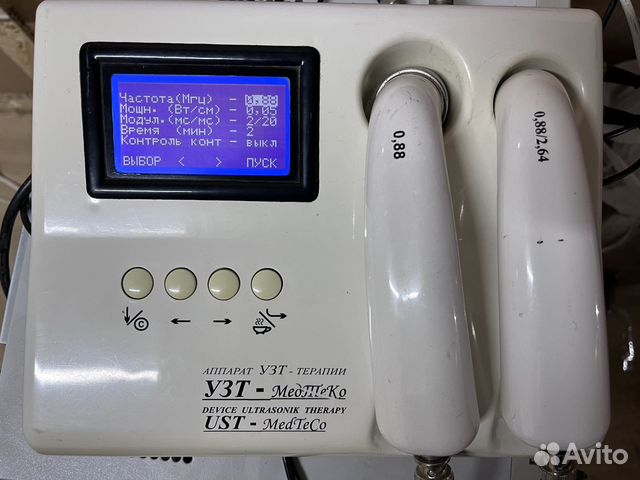 Частота(Мгц) - 0,88
Мощн. (Вт/см) - 0,05
Модул.(мс/мс) - 2/20
Время (мин) - 2
Контроль конт - выкл
ВЫБОР < > ПУСК
0,88
0,88/2,64
©
АППАРАТ УЗТ - ТЕРАПИИ
УЗТ - МедТеКо
DEVICE ULTRASONIK THERAPY
UST - MedTeCo
Avito